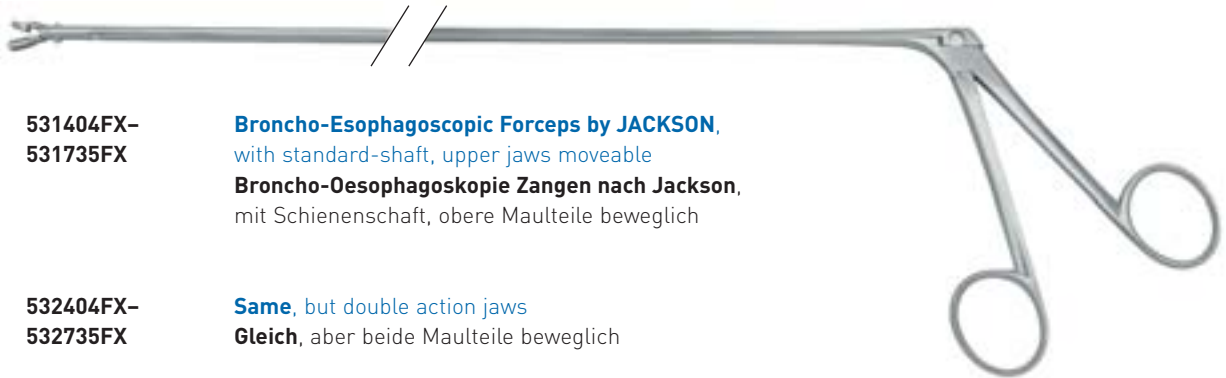 531404FX–
531735FX
Broncho-Esophagoscopic Forceps by JACKSON,
with standard-shaft, upper jaws moveable
Broncho-Oesophagoskopie Zangen nach Jackson,
mit Schienenschaft, obere Maulteile beweglich
532404FX–
532735FX
Same, but double action jaws
Gleich, aber beide Maulteile beweglich